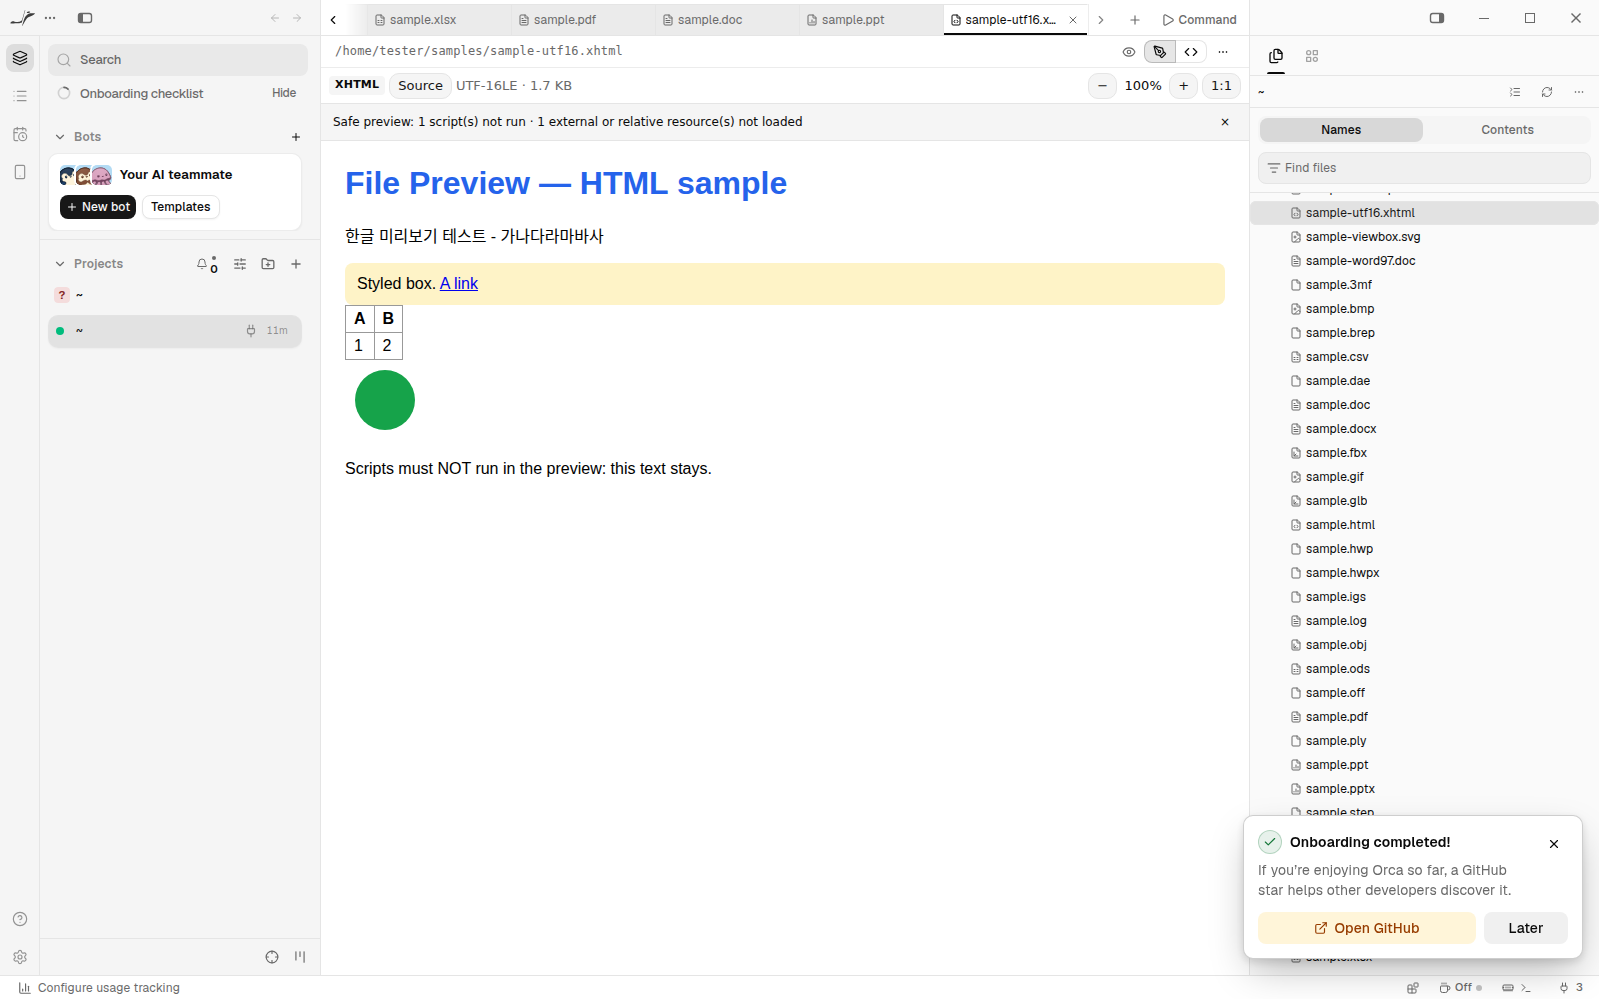 sample.xlsx
sample.pdf
sample.doc
sample.ppt
sample-utf16.x...
Command
Search
Onboarding checklist
Hide
Bots
Your AI teammate
New bot
Templates
Projects
0
? ~
~ 11m
/home/tester/samples/sample-utf16.xhtml
XHTML Source UTF-16LE · 1.7 KB
− 100% + 1:1
Safe preview: 1 script(s) not run · 1 external or relative resource(s) not loaded
File Preview — HTML sample
한글 미리보기 테스트 - 가나다라마바사
Styled box. A link
A B
1 2
Scripts must NOT run in the preview: this text stays.
~
Names
Contents
Find files
sample-utf16.xhtml
sample-viewbox.svg
sample-word97.doc
sample.3mf
sample.bmp
sample.brep
sample.csv
sample.dae
sample.doc
sample.docx
sample.fbx
sample.gif
sample.glb
sample.html
sample.hwp
sample.hwpx
sample.igs
sample.log
sample.obj
sample.ods
sample.off
sample.pdf
sample.ply
sample.ppt
sample.pptx
sample.step
Onboarding completed!
If you're enjoying Orca so far, a GitHub
star helps other developers discover it.
Open GitHub
Later
sample.xlsx
Configure usage tracking
Off
3